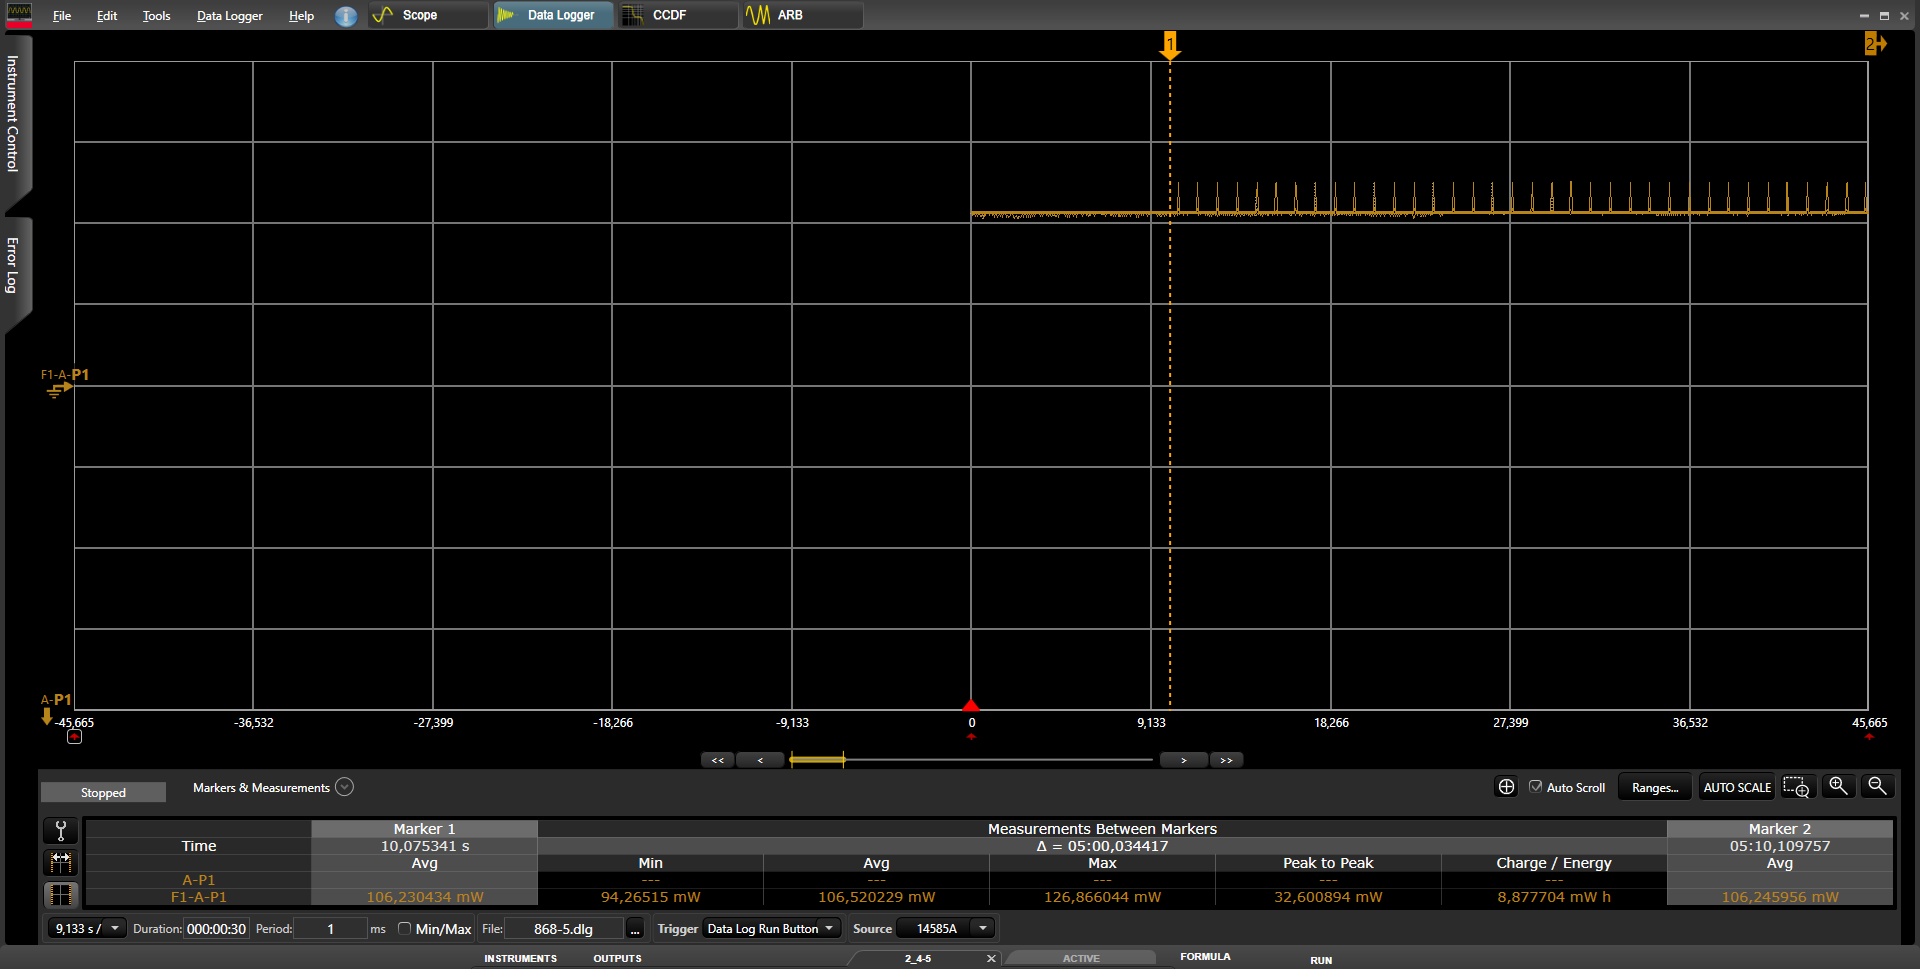 File Edit Tools Data Logger Help Scope Data Logger CCDF ARB
Instrument Control
Error Log
1
2
F1-A-P1
A-P1
-45,665 -36,532 -27,399 -18,266 -9,133 0 9,133 18,266 27,399 36,532 45,665
<< < > >>
Stopped Markers & Measurements Auto Scroll Ranges... AUTO SCALE
Marker 1 Measurements Between Markers Marker 2
Time 10,075341 s Δ = 05:00,034417 05:10,109757
Avg Min Avg Max Peak to Peak Charge / Energy Avg
A-P1 --- --- --- --- ---
F1-A-P1 106,230434 mW 94,26515 mW 106,520229 mW 126,866044 mW 32,600894 mW 8,877704 mW h 106,245956 mW
9,133 s / Duration: 000:00:30 Period: 1 ms Min/Max File: 868-5.dlg ... Trigger Data Log Run Button Source 14585A
INSTRUMENTS OUTPUTS 2_4-5 ACTIVE FORMULA RUN